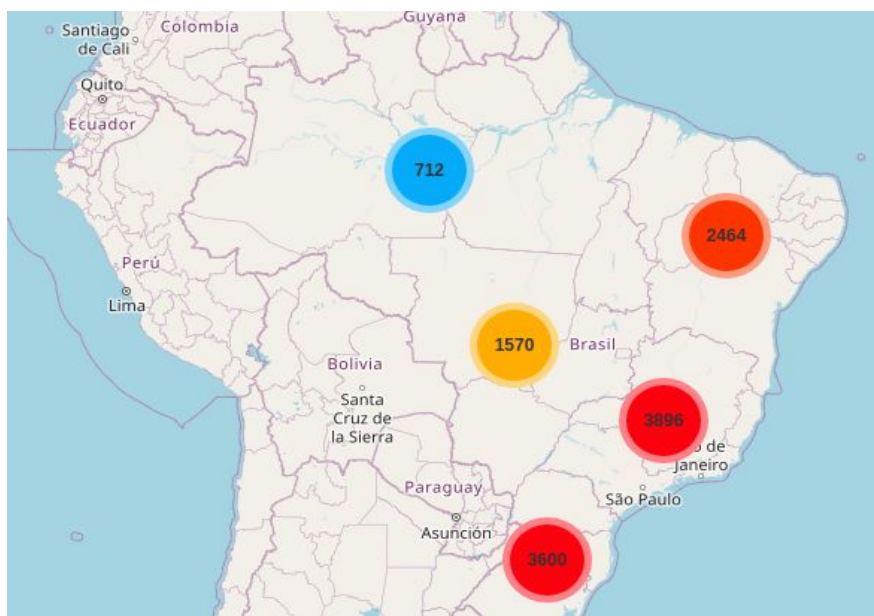 Guyana
Colombia
Santiago
de Cali
Quito
Ecuador
712
2464
Perú
Lima
1570
Brasil
Bolivia
Santa
Cruz de
la Sierra
3896
de
Janeiro
São Paulo
Paraguay
Asunción
3600